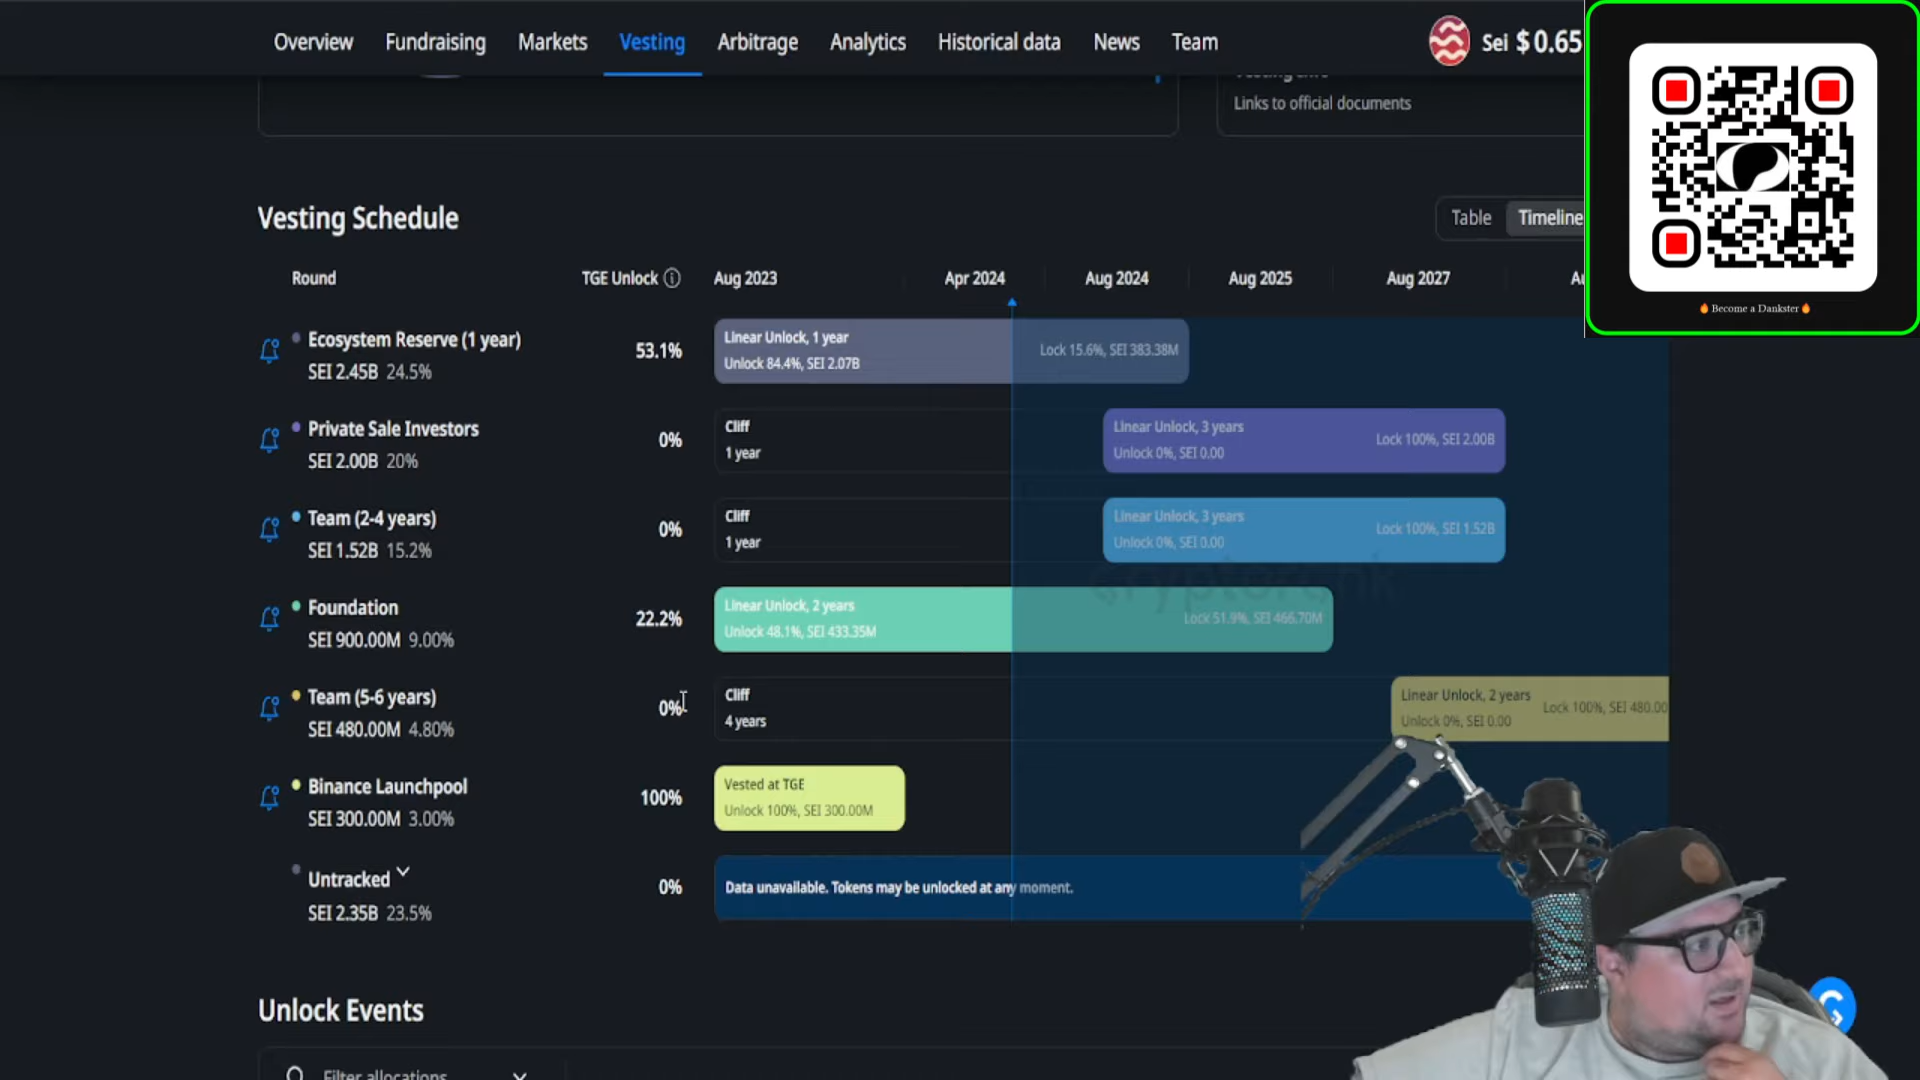 Overview Fundraising Markets Vesting Arbitrage Analytics Historical data News Team Sei $0.65
Links to official documents
🔥 Become a Dankster 🔥
Vesting Schedule
Table Timeline
Round TGE Unlock Aug 2023 Apr 2024 Aug 2024 Aug 2025 Aug 2027
Ecosystem Reserve (1 year)
SEI 2.45B 24.5%
53.1%
Linear Unlock, 1 year
Unlock 84.4%, SEI 2.07B
Lock 15.6%, SEI 383.38M
Private Sale Investors
SEI 2.00B 20%
0%
Cliff
1 year
Linear Unlock, 3 years
Unlock 0%, SEI 0.00
Lock 100%, SEI 2.00B
Team (2-4 years)
SEI 1.52B 15.2%
0%
Cliff
1 year
Linear Unlock, 3 years
Unlock 0%, SEI 0.00
Lock 100%, SEI 1.52B
Foundation
SEI 900.00M 9.00%
22.2%
Linear Unlock, 2 years
Unlock 48.1%, SEI 433.35M
Lock 51.9%, SEI 466.70M
Team (5-6 years)
SEI 480.00M 4.80%
0%
Cliff
4 years
Linear Unlock, 2 years
Unlock 0%, SEI 0.00
Lock 100%, SEI 480.00
Binance Launchpool
SEI 300.00M 3.00%
100%
Vested at TGE
Unlock 100%, SEI 300.00M
Untracked
SEI 2.35B 23.5%
0%
Data unavailable. Tokens may be unlocked at any moment.
Unlock Events
Filter allocations